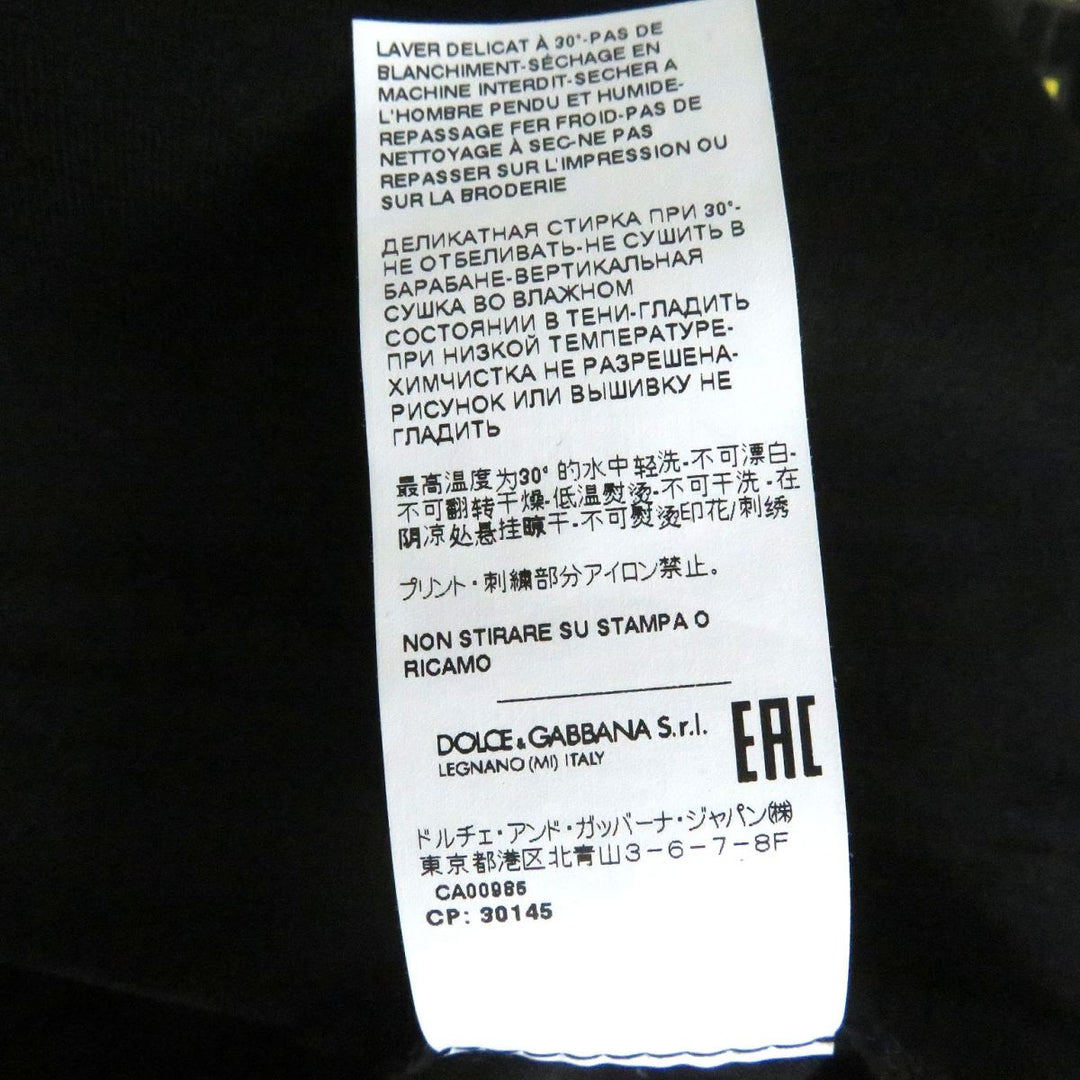 LAVER DELICAT À 30°-PAS DE
BLANCHIMENT-SÉCHAGE EN
MACHINE INTERDIT-SECHER A
L'HOMBRE PENDU ET HUMIDE-
REPASSAGE FER FROID-PAS DE
NETTOYAGE À SEC-NE PAS
REPASSER SUR L'IMPRESSION OU
SUR LA BRODERIE
ДЕЛИКАТНАЯ СТИРКА ПРИ 30°-
НЕ ОТБЕЛИВАТЬ-НЕ СУШИТЬ В
БАРАБАНЕ-ВЕРТИКАЛЬНАЯ
СУШКА ВО ВЛАЖНОМ
СОСТОЯНИИ В ТЕНИ-ГЛАДИТЬ
ПРИ НИЗКОЙ ТЕМПЕРАТУРЕ-
ХИМЧИСТКА НЕ РАЗРЕШЕНА-
РИСУНОК ИЛИ ВЫШИВКУ НЕ
ГЛАДИТЬ
最高温度为30°的水中轻洗-不可漂白-
不可翻转干燥-低温熨烫-不可干洗-在
阴凉处悬挂晾干-不可熨烫印花/刺绣
プリント・刺繍部分アイロン禁止。
NON STIRARE SU STAMPA O
RICAMO
DOLCE & GABBANA S.r.l.
LEGNANO (MI) ITALY
EAC
ドルチェ・アンド・ガッバーナ・ジャパン㈱
東京都港区北青山3-6-7-8F
CA00985
CP: 30145